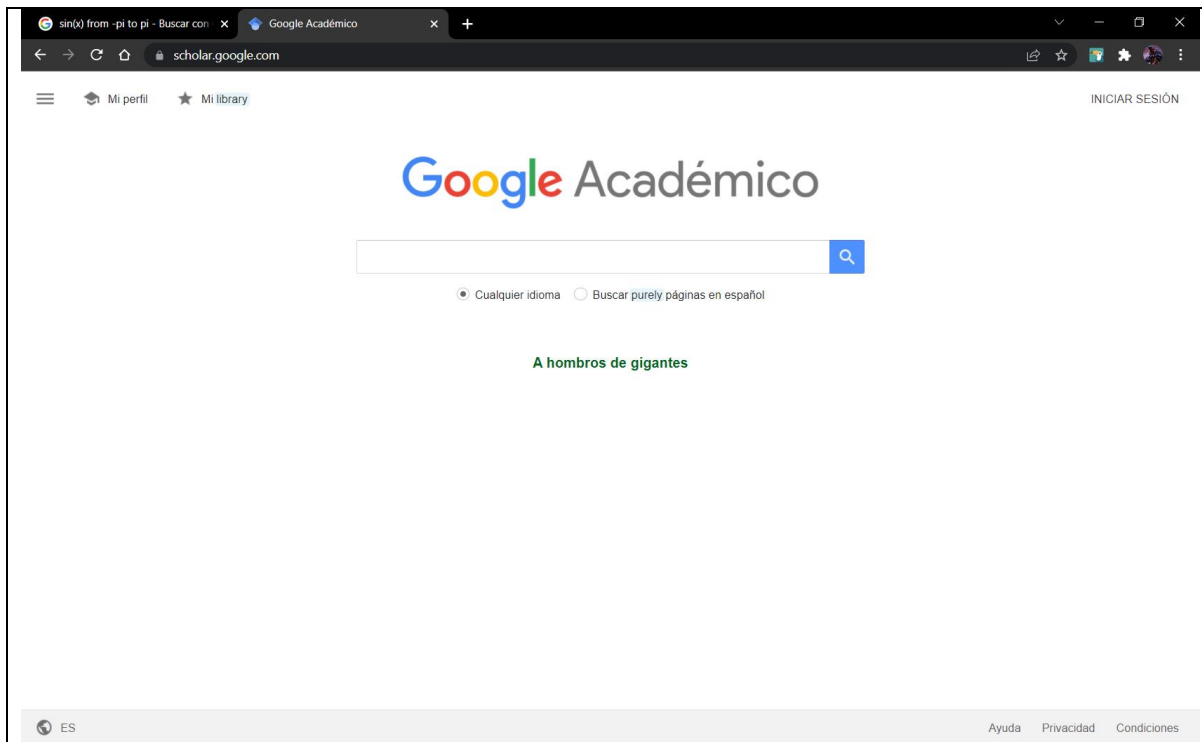 sin(x) from -pi to pi - Buscar con
Google Académico
scholar.google.com
Mi perfil
Mi library
INICIAR SESIÓN
Google Académico
Cualquier idioma
Buscar purely páginas en español
A hombros de gigantes
ES
Ayuda
Privacidad
Condiciones